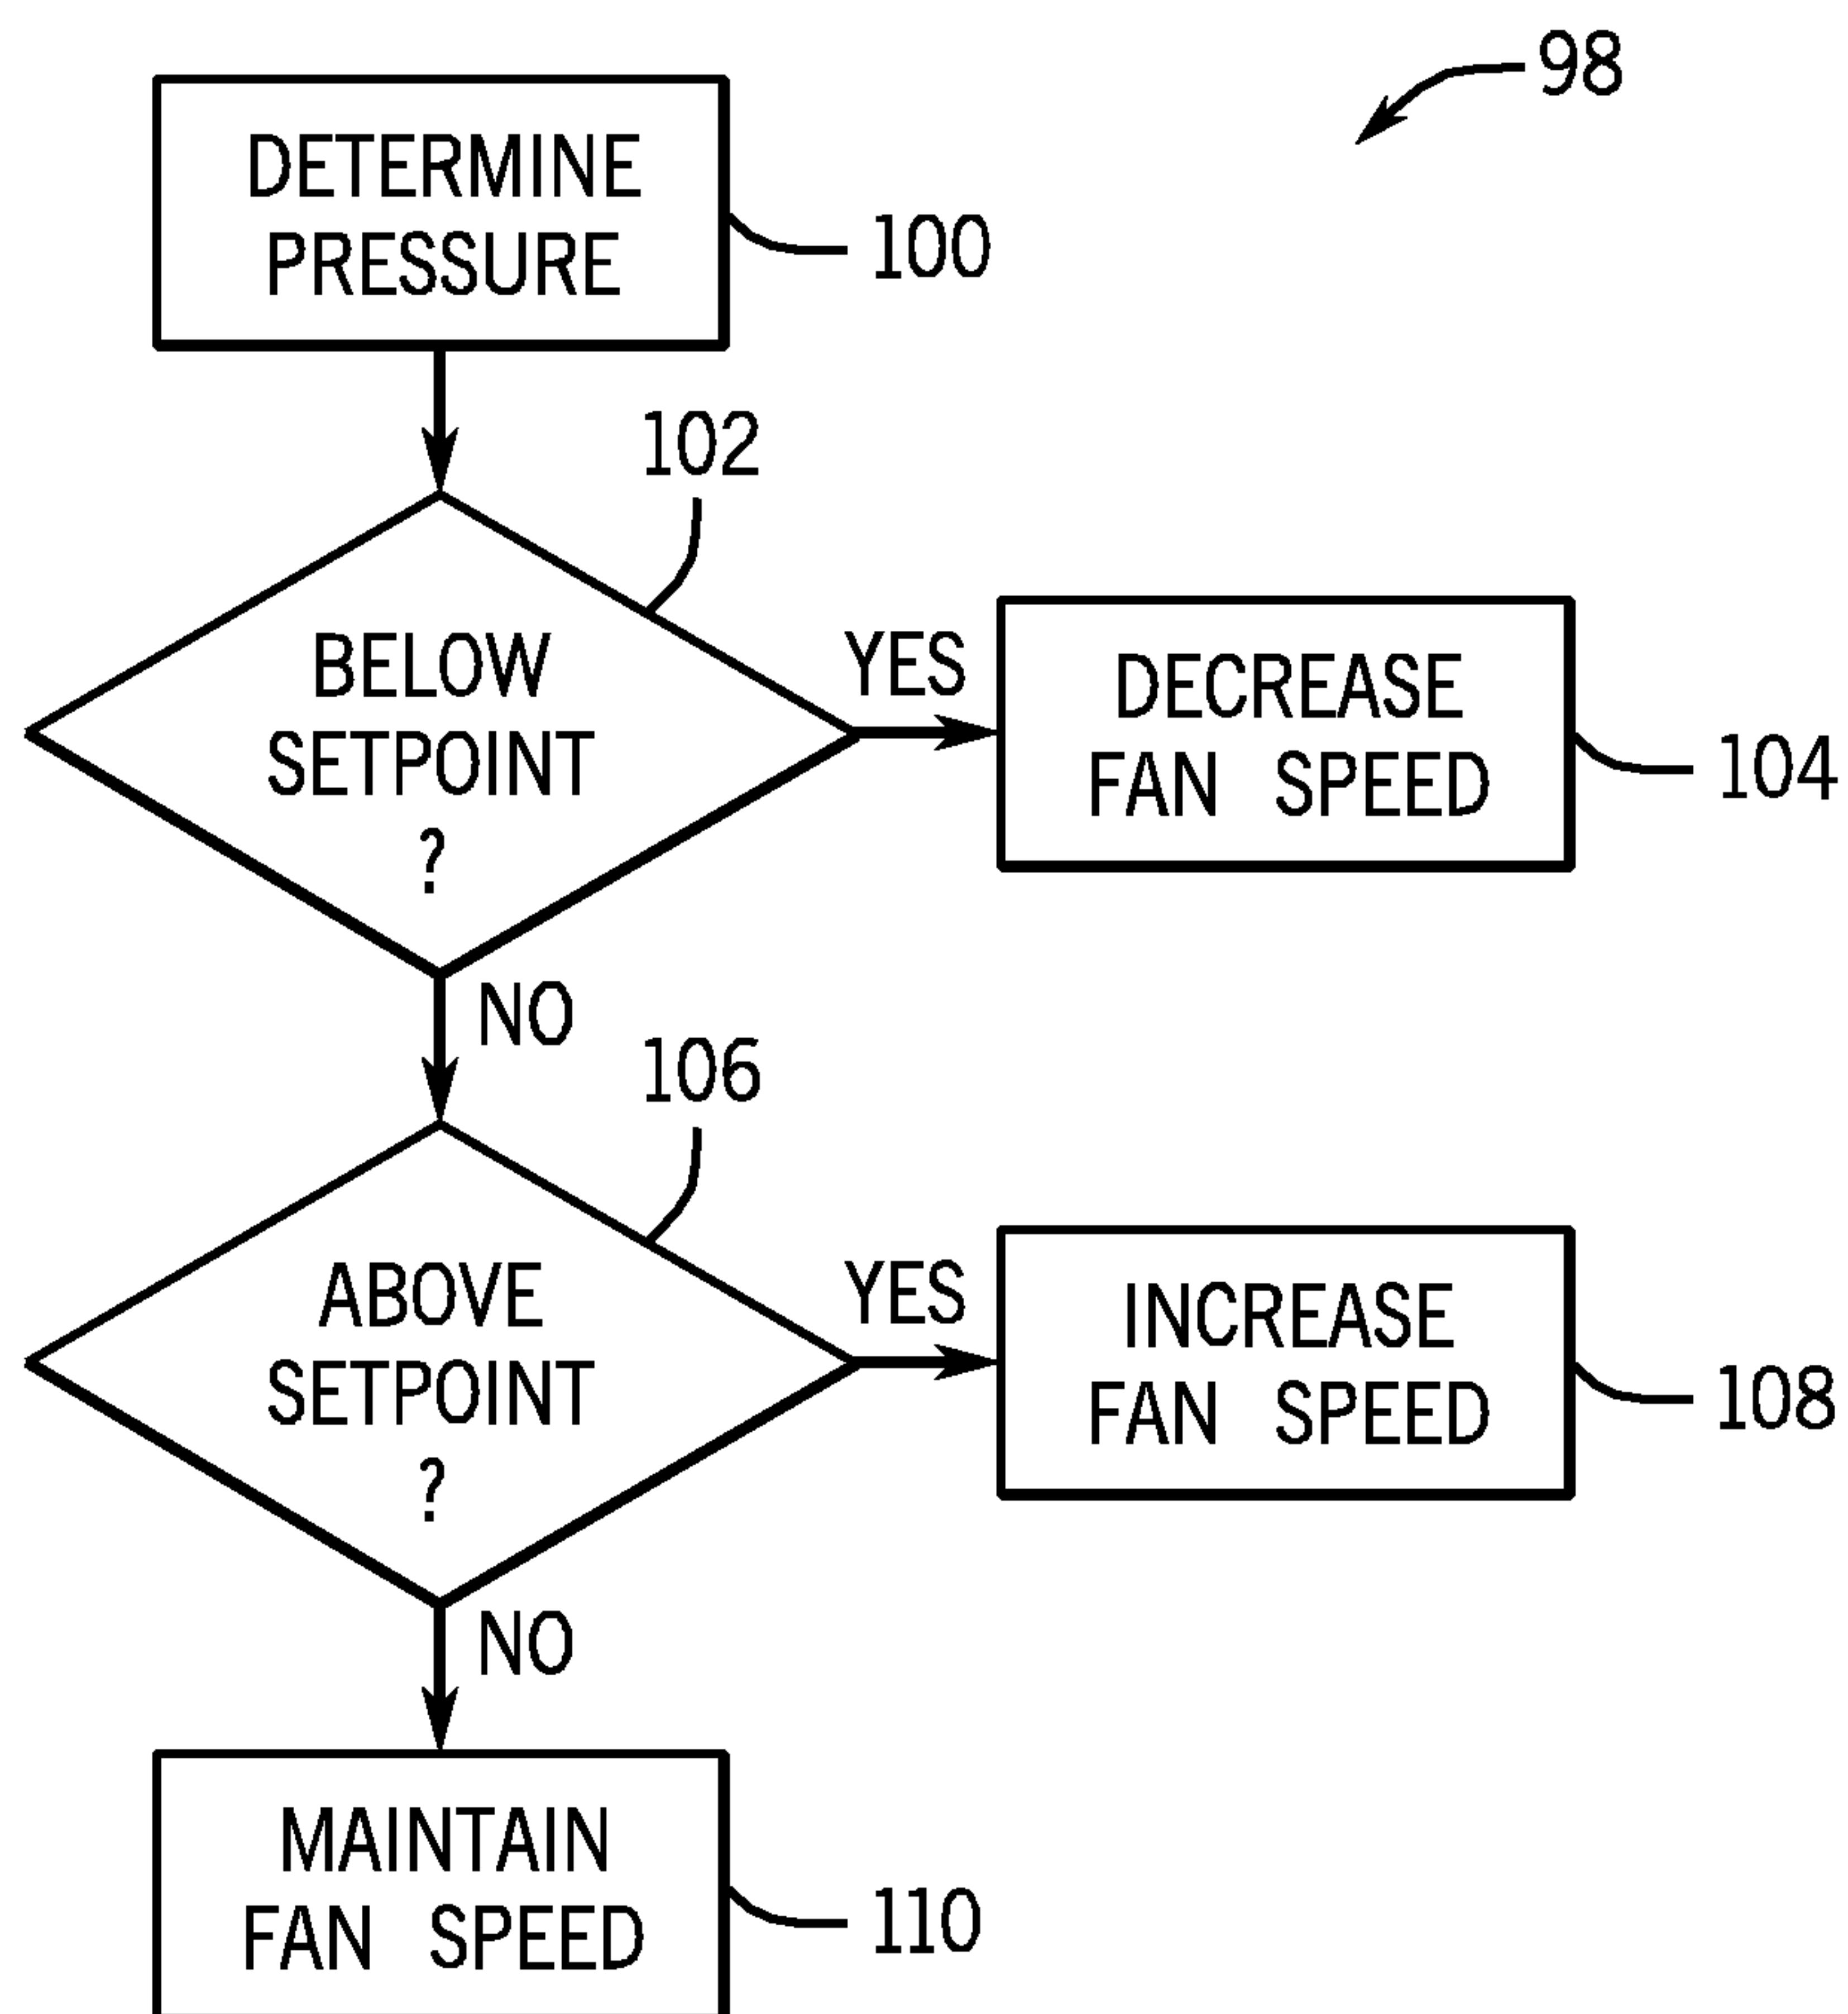 98
DETERMINE
PRESSURE
100
102
BELOW
SETPOINT
?
YES
DECREASE
FAN SPEED
104
NO
106
ABOVE
SETPOINT
?
YES
INCREASE
FAN SPEED
108
NO
MAINTAIN
FAN SPEED
110